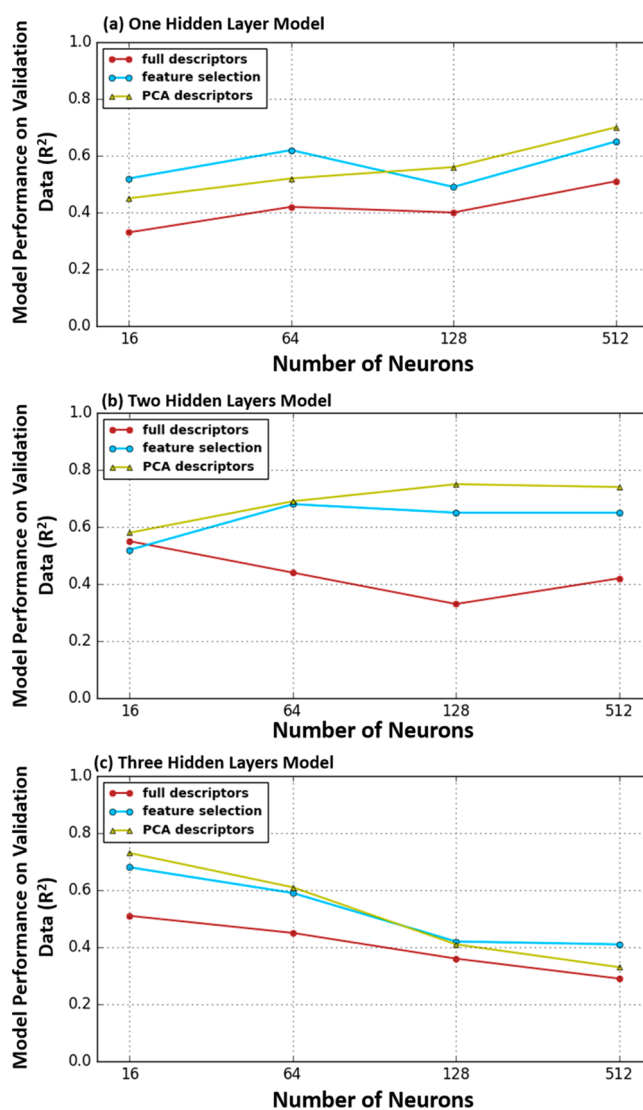 (a) One Hidden Layer Model
Model Performance on Validation
Data (R²)
1.0
0.8
0.6
0.4
0.2
0.0
full descriptors
feature selection
PCA descriptors
16 64 128 512
Number of Neurons
(b) Two Hidden Layers Model
Model Performance on Validation
Data (R²)
1.0
0.8
0.6
0.4
0.2
0.0
full descriptors
feature selection
PCA descriptors
16 64 128 512
Number of Neurons
(c) Three Hidden Layers Model
Model Performance on Validation
Data (R²)
1.0
0.8
0.6
0.4
0.2
0.0
full descriptors
feature selection
PCA descriptors
16 64 128 512
Number of Neurons